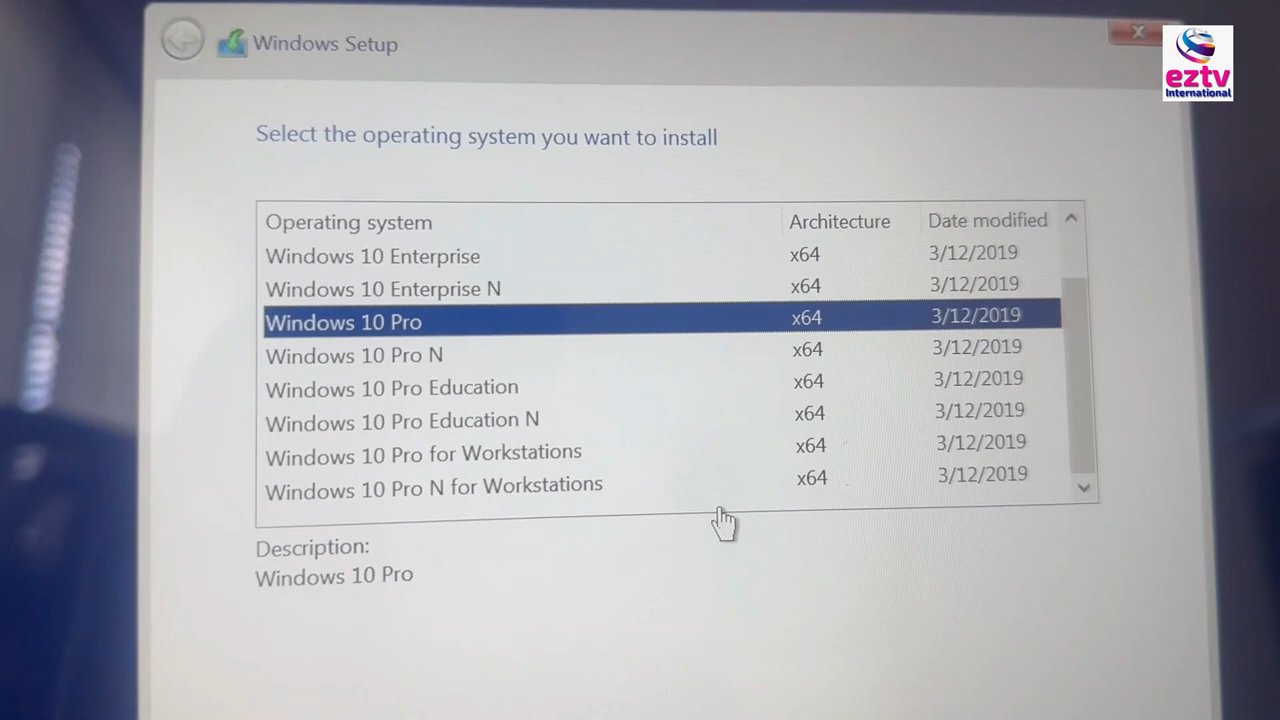 Windows Setup
eztv
International
Select the operating system you want to install
Operating system Architecture Date modified
Windows 10 Enterprise x64 3/12/2019
Windows 10 Enterprise N x64 3/12/2019
Windows 10 Pro x64 3/12/2019
Windows 10 Pro N x64 3/12/2019
Windows 10 Pro Education x64 3/12/2019
Windows 10 Pro Education N x64 3/12/2019
Windows 10 Pro for Workstations x64 3/12/2019
Windows 10 Pro N for Workstations x64 3/12/2019
Description:
Windows 10 Pro